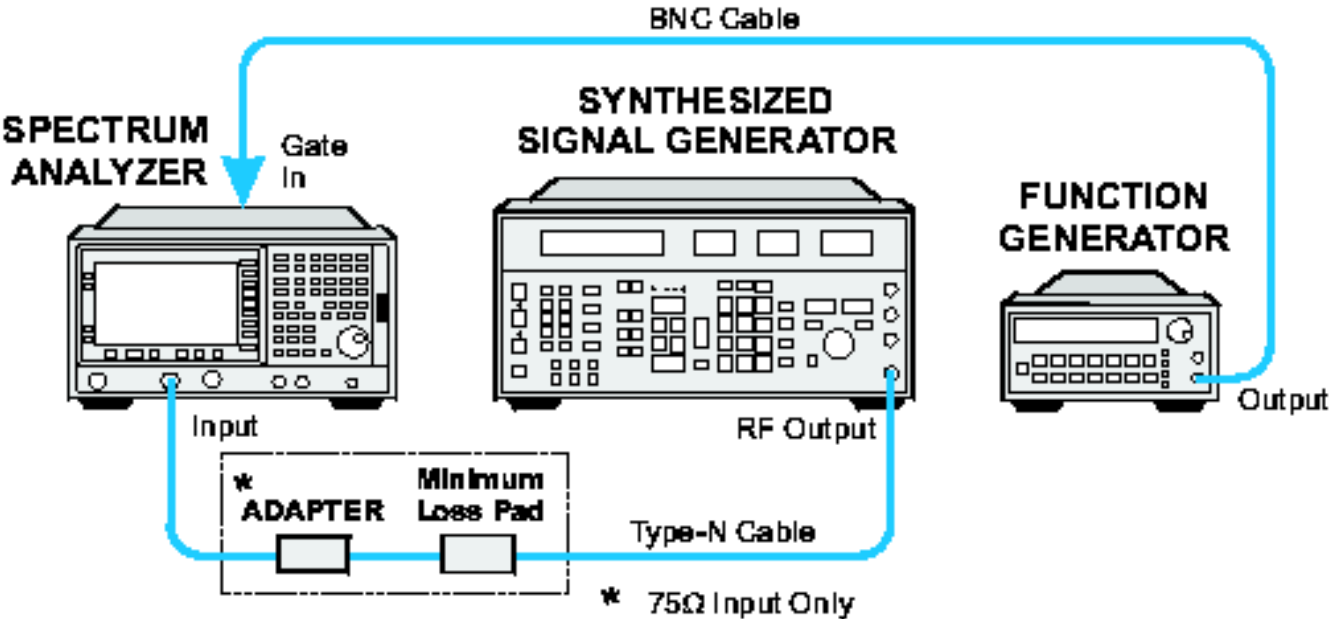 BNC Cable
SPECTRUM
ANALYZER
Gate
In
SYNTHESIZED
SIGNAL GENERATOR
FUNCTION
GENERATOR
Input
RF Output
Output
*
ADAPTER
Minimum
Loss Pad
Type-N Cable
* 75Ω Input Only